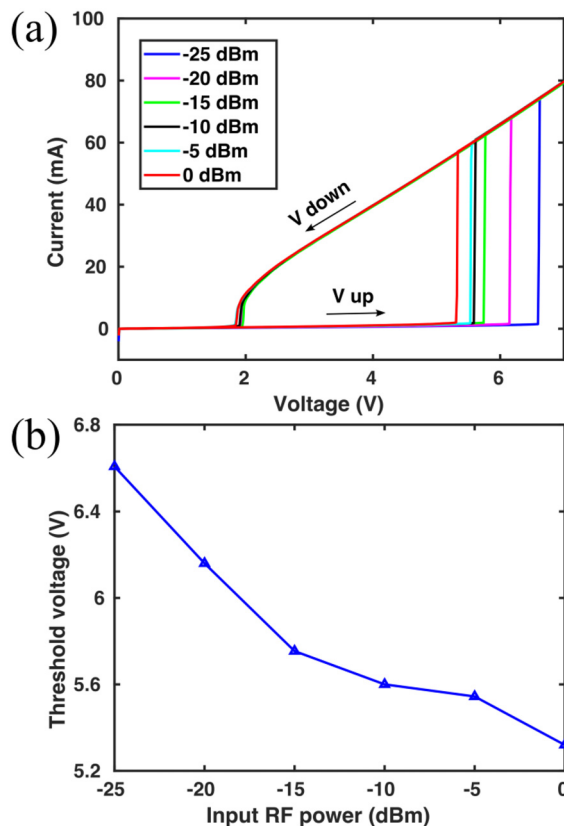 (a)
100
80
60
40
20
0
Current (mA)
-25 dBm
-20 dBm
-15 dBm
-10 dBm
-5 dBm
0 dBm
V down
V up
0 2 4 6
Voltage (V)
(b)
6.8
6.4
6
5.6
5.2
Threshold voltage (V)
-25 -20 -15 -10 -5 0
Input RF power (dBm)